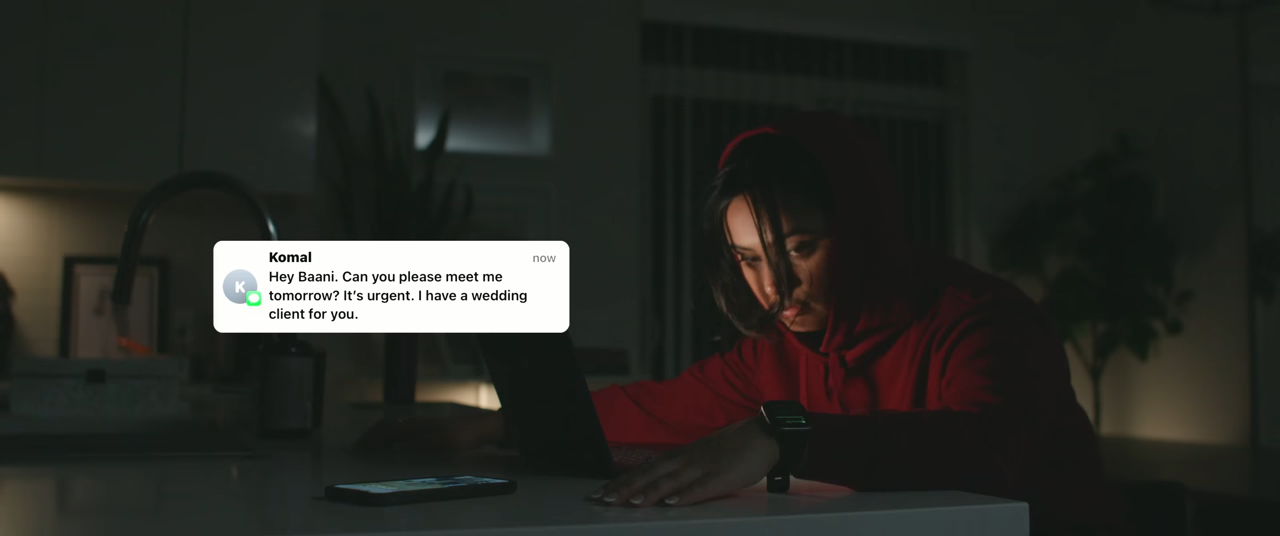 Komal
now
Hey Baani. Can you please meet me
tomorrow? It’s urgent. I have a wedding
client for you.
K